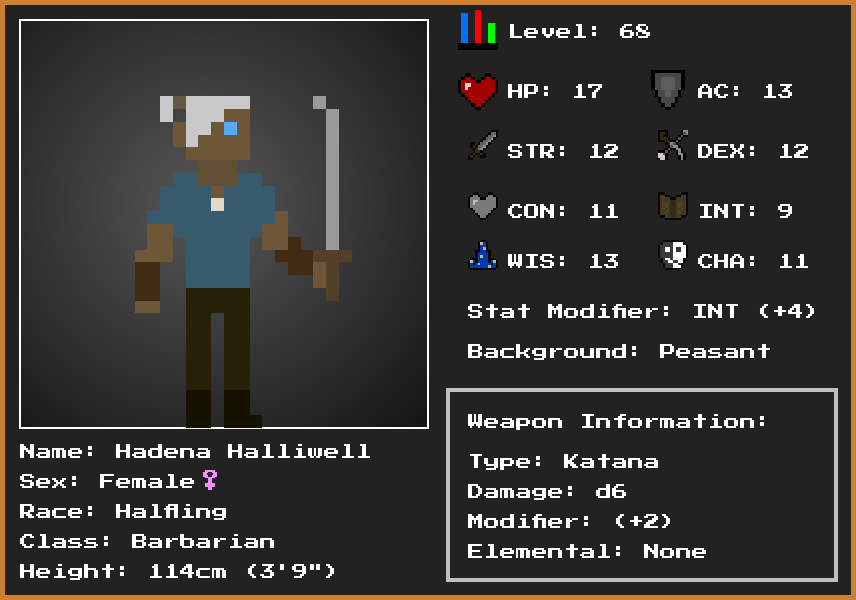 Level: 68
HP: 17
AC: 13
STR: 12
DEX: 12
CON: 11
INT: 9
WIS: 13
CHA: 11
Stat Modifier: INT (+4)
Background: Peasant
Name: Hadena Halliwell
Sex: Female♀
Race: Halfling
Class: Barbarian
Height: 114cm (3'9")
Weapon Information:
Type: Katana
Damage: d6
Modifier: (+2)
Elemental: None